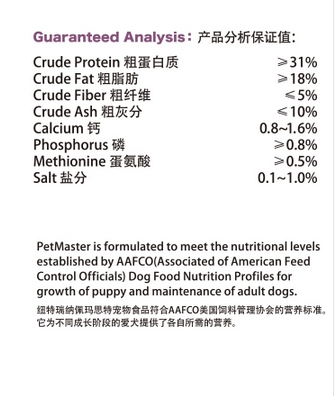 Guaranteed Analysis: 产品分析保证值:
Crude Protein 粗蛋白质 ≥31%
Crude Fat 粗脂肪 ≥18%
Crude Fiber 粗纤维 ≤5%
Crude Ash 粗灰分 ≤10%
Calcium 钙 0.8~1.6%
Phosphorus 磷 ≥0.8%
Methionine 蛋氨酸 ≥0.5%
Salt 盐分 0.1~1.0%
PetMaster is formulated to meet the nutritional levels
established by AAFCO(Associated of American Feed
Control Officials) Dog Food Nutrition Profiles for
growth of puppy and maintenance of adult dogs.
纽特瑞纳佩玛思特宠物食品符合AAFCO美国饲料管理协会的营养标准。
它为不同成长阶段的爱犬提供了各自所需的营养。